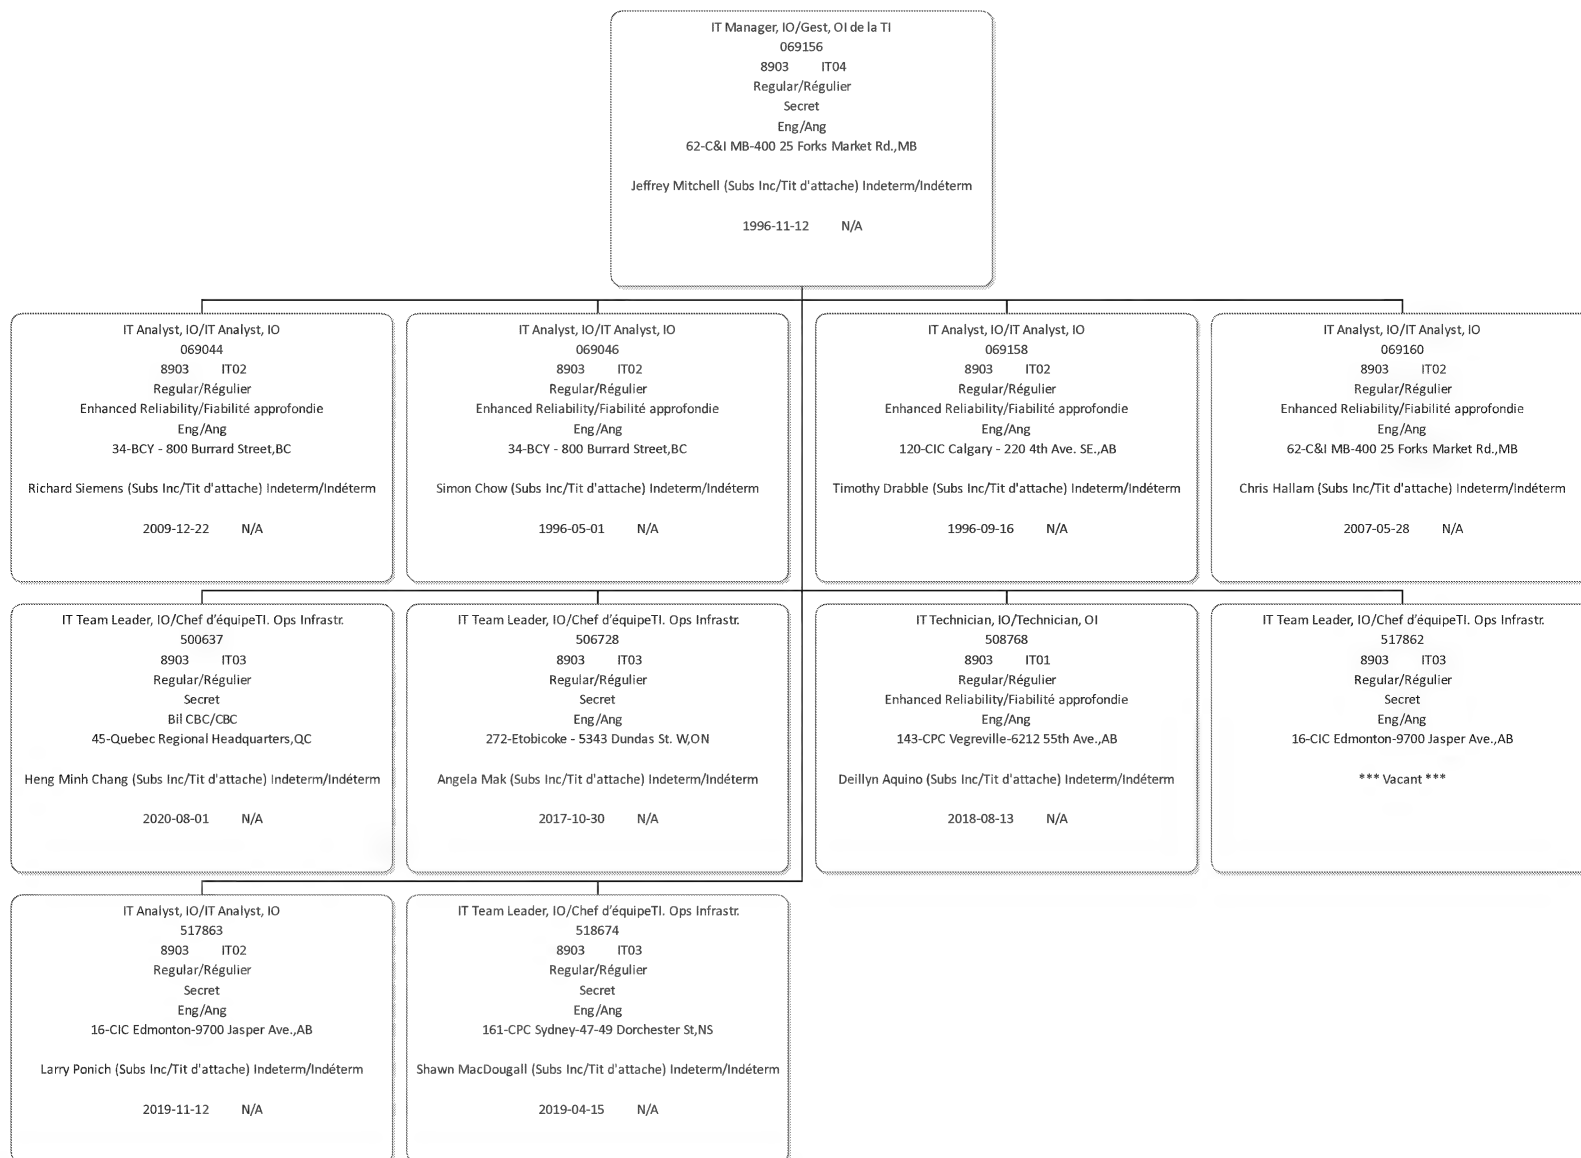 IT Manager, IO/Gest, OI de la TI
069156
8903 IT04
Regular/Régulier
Secret
Eng/Ang
62-C&I MB-400 25 Forks Market Rd.,MB
Jeffrey Mitchell (Subs Inc/Tit d'attache) Indeterm/Indéterm
1996-11-12 N/A
IT Analyst, IO/IT Analyst, IO
069044
8903 IT02
Regular/Régulier
Enhanced Reliability/Fiabilité approfondie
Eng/Ang
34-BCY - 800 Burrard Street,BC
Richard Siemens (Subs Inc/Tit d'attache) Indeterm/Indéterm
2009-12-22 N/A
IT Analyst, IO/IT Analyst, IO
069046
8903 IT02
Regular/Régulier
Enhanced Reliability/Fiabilité approfondie
Eng/Ang
34-BCY - 800 Burrard Street,BC
Simon Chow (Subs Inc/Tit d'attache) Indeterm/Indéterm
1996-05-01 N/A
IT Analyst, IO/IT Analyst, IO
069158
8903 IT02
Regular/Régulier
Enhanced Reliability/Fiabilité approfondie
Eng/Ang
120-CIC Calgary - 220 4th Ave. SE.,AB
Timothy Drabble (Subs Inc/Tit d'attache) Indeterm/Indéterm
1996-09-16 N/A
IT Analyst, IO/IT Analyst, IO
069160
8903 IT02
Regular/Régulier
Enhanced Reliability/Fiabilité approfondie
Eng/Ang
62-C&I MB-400 25 Forks Market Rd.,MB
Chris Hallam (Subs Inc/Tit d'attache) Indeterm/Indéterm
2007-05-28 N/A
IT Team Leader, IO/Chef d'équipeTI. Ops Infrastr.
500637
8903 IT03
Regular/Régulier
Secret
Bil CBC/CBC
45-Quebec Regional Headquarters,QC
Heng Minh Chang (Subs Inc/Tit d'attache) Indeterm/Indéterm
2020-08-01 N/A
IT Team Leader, IO/Chef d'équipeTI. Ops Infrastr.
506728
8903 IT03
Regular/Régulier
Secret
Eng/Ang
272-Etobicoke - 5343 Dundas St. W,ON
Angela Mak (Subs Inc/Tit d'attache) Indeterm/Indéterm
2017-10-30 N/A
IT Technician, IO/Technician, OI
508768
8903 IT01
Regular/Régulier
Enhanced Reliability/Fiabilité approfondie
Eng/Ang
143-CPC Vegreville-6212 55th Ave.,AB
Deillyn Aquino (Subs Inc/Tit d'attache) Indeterm/Indéterm
2018-08-13 N/A
IT Team Leader, IO/Chef d'équipeTI. Ops Infrastr.
517862
8903 IT03
Regular/Régulier
Secret
Eng/Ang
16-CIC Edmonton-9700 Jasper Ave.,AB
*** Vacant ***
IT Analyst, IO/IT Analyst, IO
517863
8903 IT02
Regular/Régulier
Secret
Eng/Ang
16-CIC Edmonton-9700 Jasper Ave.,AB
Larry Ponich (Subs Inc/Tit d'attache) Indeterm/Indéterm
2019-11-12 N/A
IT Team Leader, IO/Chef d'équipeTI. Ops Infrastr.
518674
8903 IT03
Regular/Régulier
Secret
Eng/Ang
161-CPC Sydney-47-49 Dorchester St,NS
Shawn MacDougall (Subs Inc/Tit d'attache) Indeterm/Indéterm
2019-04-15 N/A